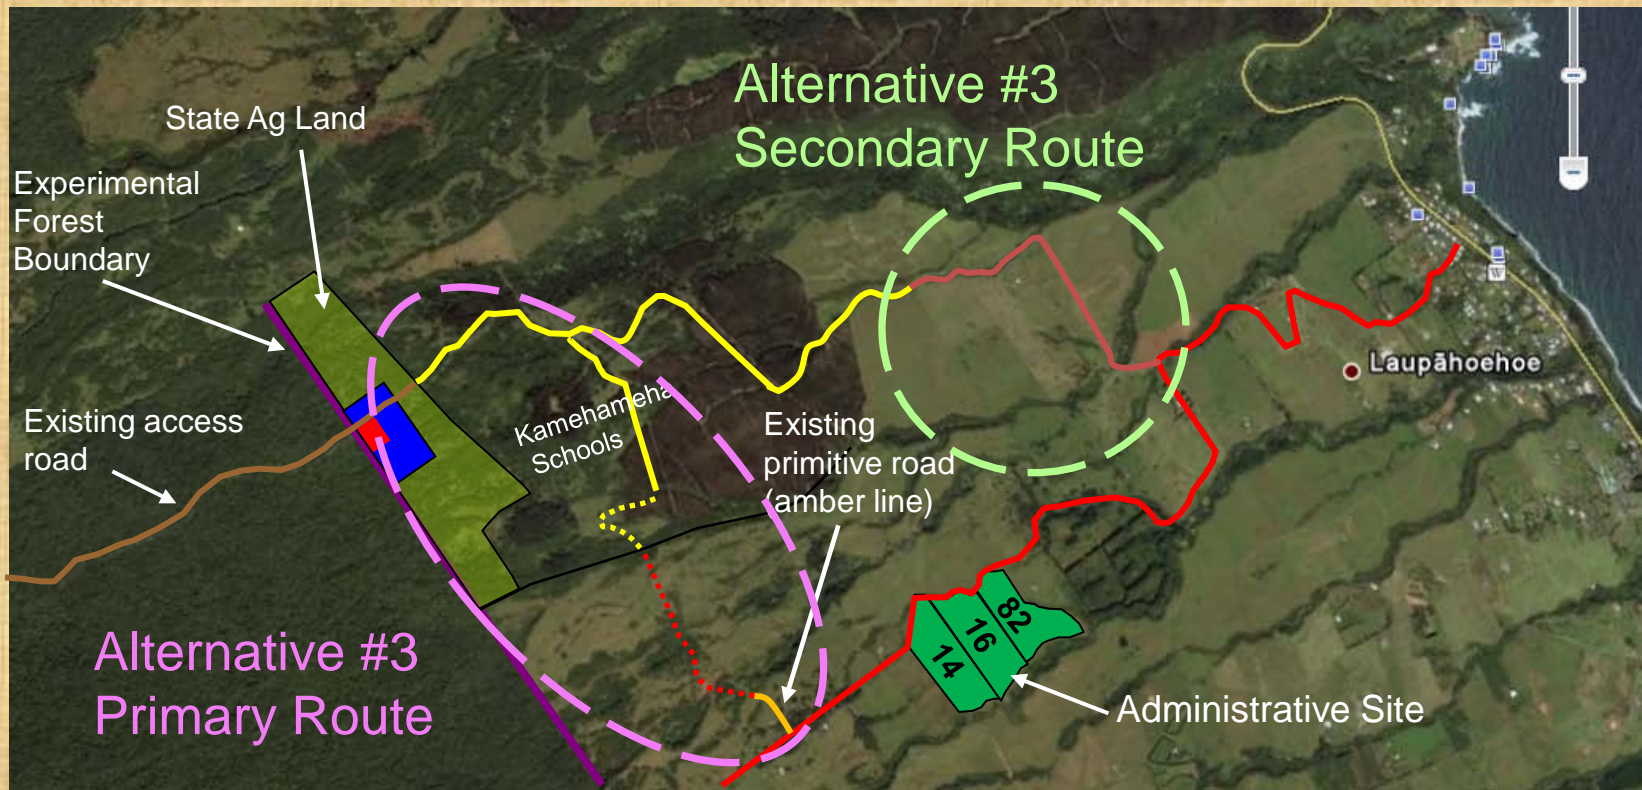 Alternative #3
Secondary Route
State Ag Land
Experimental
Forest
Boundary
Existing access
road
Kamehameha
Schools
Existing
primitive road
(amber line)
Laupāhoehoe
W
82
16
14
Administrative Site
Alternative #3
Primary Route